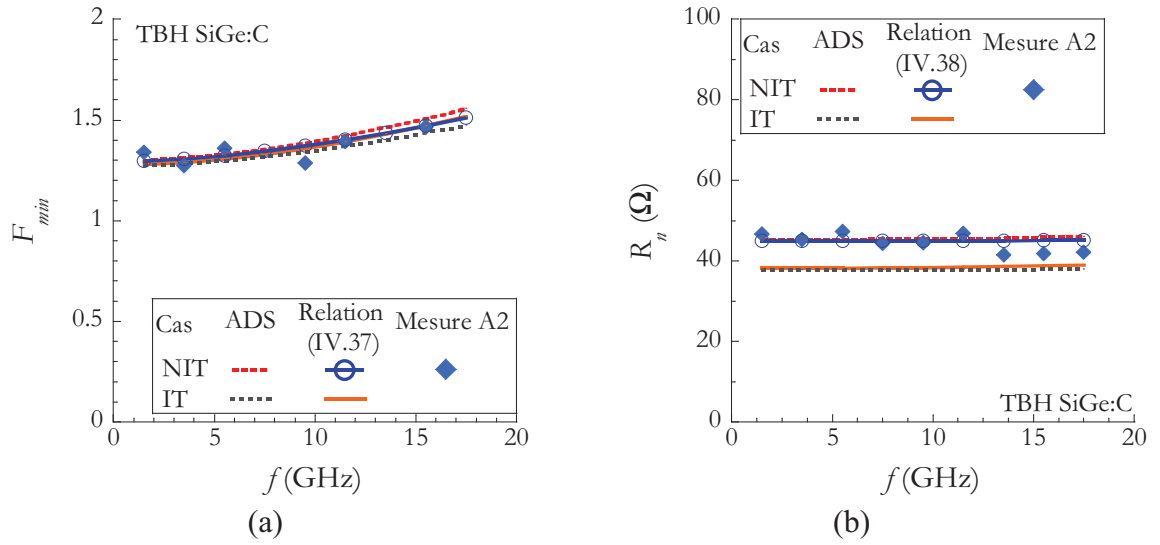 2
1.5
1
0.5
0
TBH SiGe:C
F min
Cas ADS Relation (IV.37) Mesure A2
NIT
IT
0 5 10 15 20
f (GHz)
(a)
100
80
60
40
20
0
Cas ADS Relation (IV.38) Mesure A2
NIT
IT
R n (Ω)
TBH SiGe:C
0 5 10 15 20
f (GHz)
(b)